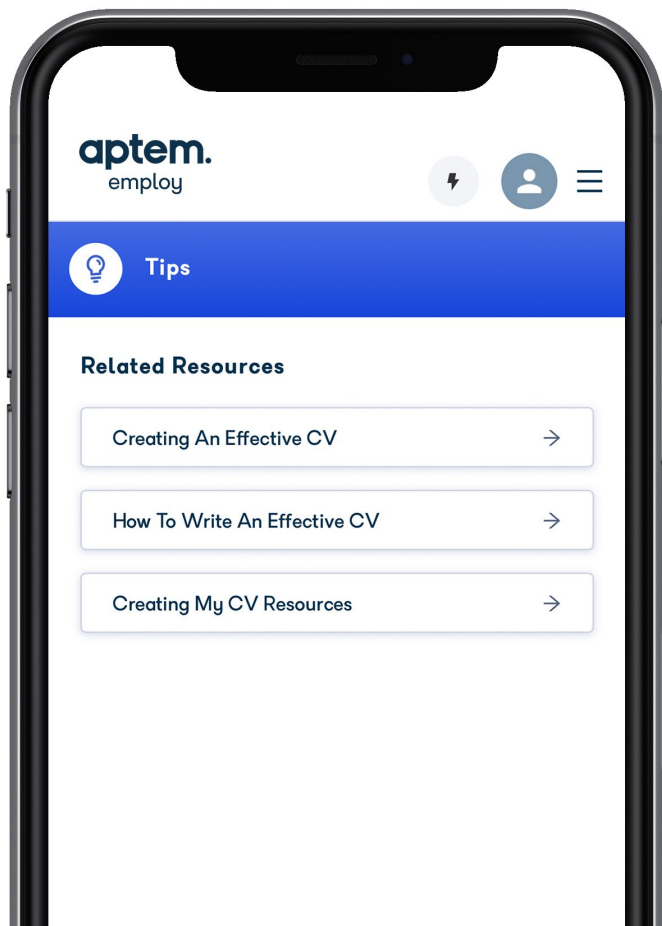 aptem.
employ
Tips
Related Resources
Creating An Effective CV
How To Write An Effective CV
Creating My CV Resources